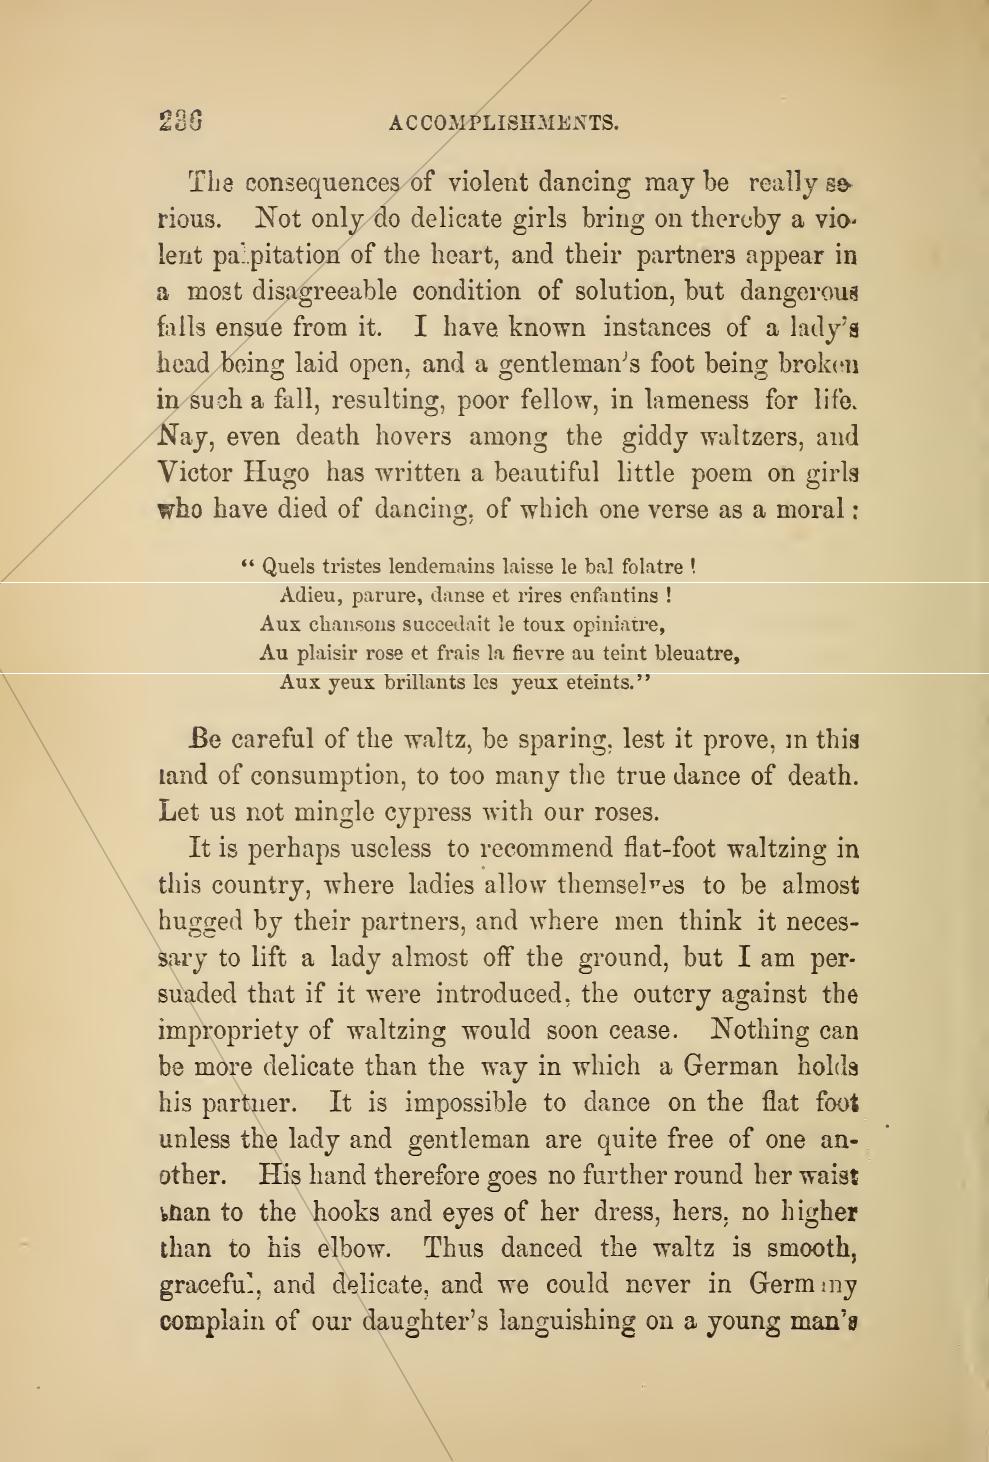 236 ACCOMPLISHMENTS.
The consequences of violent dancing may be really se-
rious. Not only do delicate girls bring on thereby a vio-
lent palpitation of the heart, and their partners appear in
a most disagreeable condition of solution, but dangerous
falls ensue from it. I have known instances of a lady's
head being laid open, and a gentleman's foot being broken
in such a fall, resulting, poor fellow, in lameness for life.
Nay, even death hovers among the giddy waltzers, and
Victor Hugo has written a beautiful little poem on girls
who have died of dancing, of which one verse as a moral :
“ Quels tristes lendemains laisse le bal folatre !
Adieu, parure, danse et rires enfantins !
Aux chansons succedait le toux opiniatre,
Au plaisir rose et frais la fievre au teint bleuatre,
Aux yeux brillants les yeux eteints.”
Be careful of the waltz, be sparing, lest it prove, in this
land of consumption, to too many the true dance of death.
Let us not mingle cypress with our roses.
It is perhaps useless to recommend flat-foot waltzing in
this country, where ladies allow themselves to be almost
hugged by their partners, and where men think it neces-
sary to lift a lady almost off the ground, but I am per-
suaded that if it were introduced, the outcry against the
impropriety of waltzing would soon cease. Nothing can
be more delicate than the way in which a German holds
his partner. It is impossible to dance on the flat foot
unless the lady and gentleman are quite free of one an-
other. His hand therefore goes no further round her waist
than to the hooks and eyes of her dress, hers, no higher
than to his elbow. Thus danced the waltz is smooth,
graceful, and delicate, and we could never in Germany
complain of our daughter's languishing on a young man's